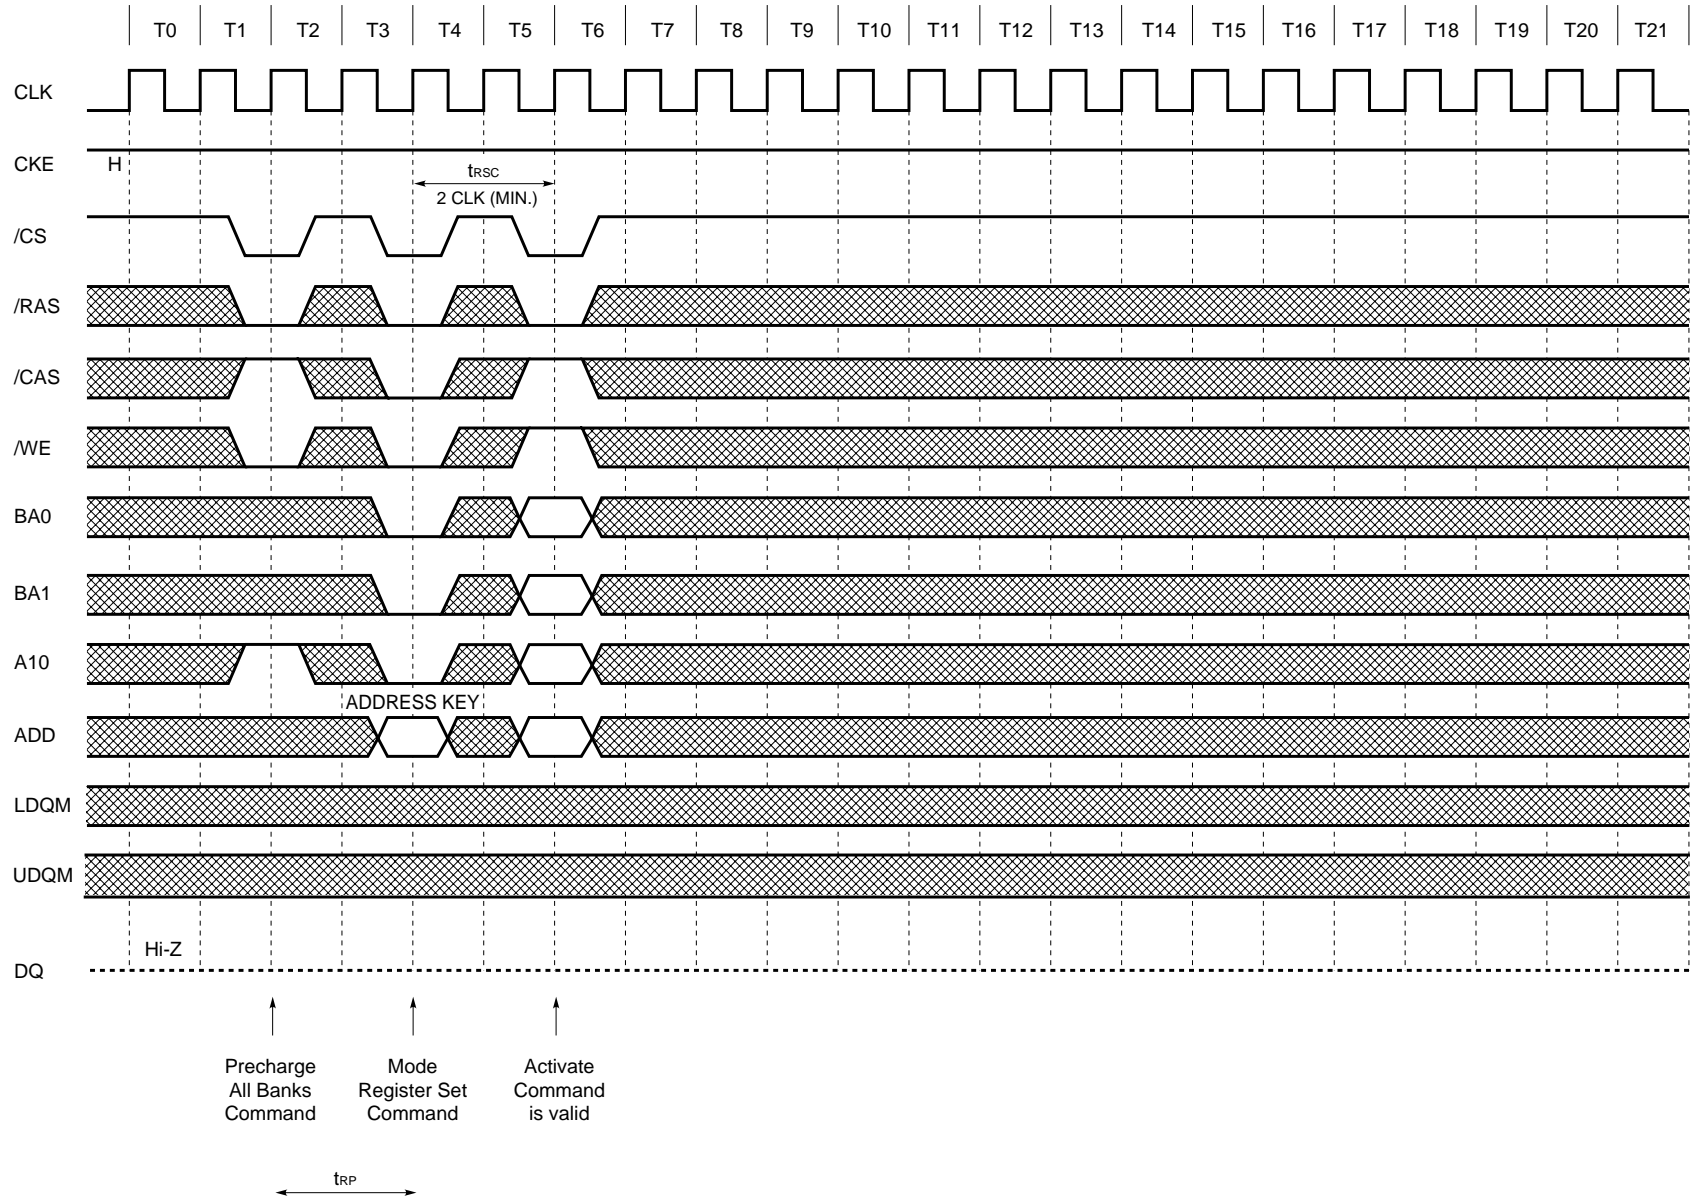 T0 T1 T2 T3 T4 T5 T6 T7 T8 T9 T10 T11 T12 T13 T14 T15 T16 T17 T18 T19 T20 T21
CLK
CKE H
tRSC
2 CLK (MIN.)
/CS
/RAS
/CAS
/WE
BA0
BA1
A10
ADDRESS KEY
ADD
LDQM
UDQM
Hi-Z
DQ
Precharge
All Banks
Command
Mode
Register Set
Command
Activate
Command
is valid
tRP